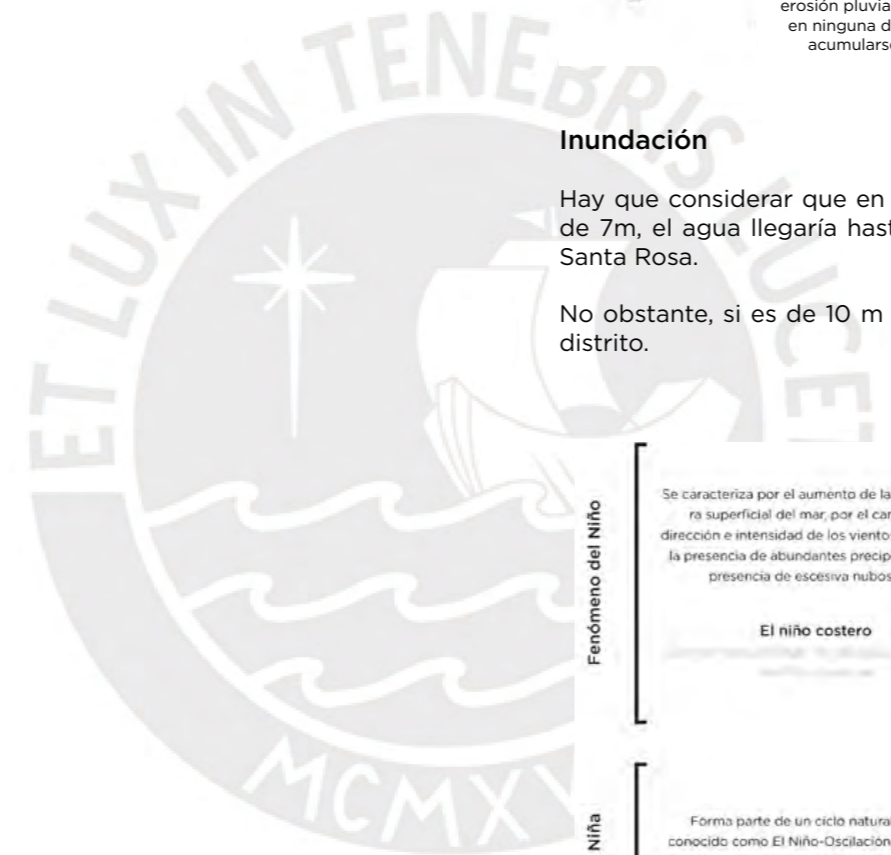 erosión pluvia
en ninguna d
acumulars
ET LUX IN TENEBRIS LUCET
MCMXV
Inundación
Hay que considerar que en
de 7m, el agua llegaría hast
Santa Rosa.
No obstante, si es de 10 m
distrito.
Fenómeno del Niño
Se caracteriza por el aumento de la
ra superficial del mar, por el car
dirección e intensidad de los viento
la presencia de abundantes precip
presencia de escesiva nubos
El niño costero
Niña
Forma parte de un ciclo natura
conocido como El Niño-Oscilación